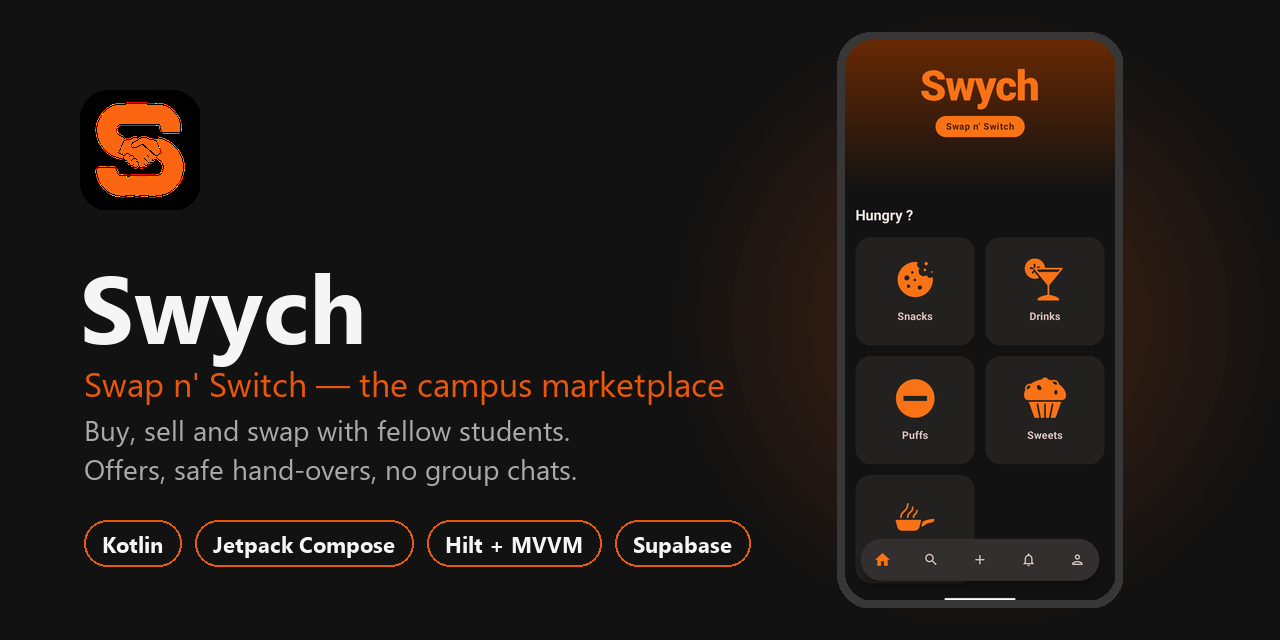 Swych
Swap n' Switch — the campus marketplace
Buy, sell and swap with fellow students.
Offers, safe hand-overs, no group chats.
Kotlin
Jetpack Compose
Hilt + MVVM
Supabase
Swych
Swap n' Switch
Hungry ?
Snacks
Drinks
Puffs
Sweets